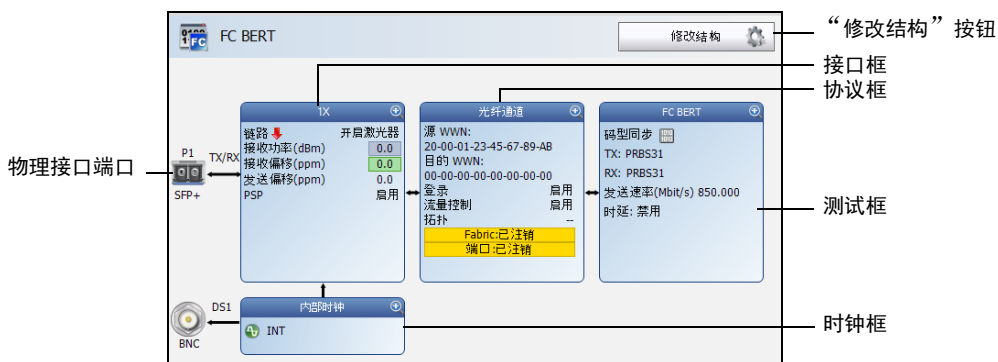 FC BERT
修改结构
“修改结构”按钮
接口框
协议框
物理接口端口
测试框
时钟框
P1
TX/RX
SFP+
1X
链路 开启激光器
接收功率(dBm) 0.0
接收偏移(ppm) 0.0
发送偏移(ppm) 0.0
PSP 启用
光纤通道
源 WWN:
20-00-01-23-45-67-89-AB
目的 WWN:
00-00-00-00-00-00-00-00
登录 启用
流量控制 启用
拓扑 --
Fabric:已注销
端口:已注销
FC BERT
码型同步
TX: PRBS31
RX: PRBS31
发送速率(Mbit/s) 850.000
时延: 禁用
DS1
BNC
内部时钟
INT